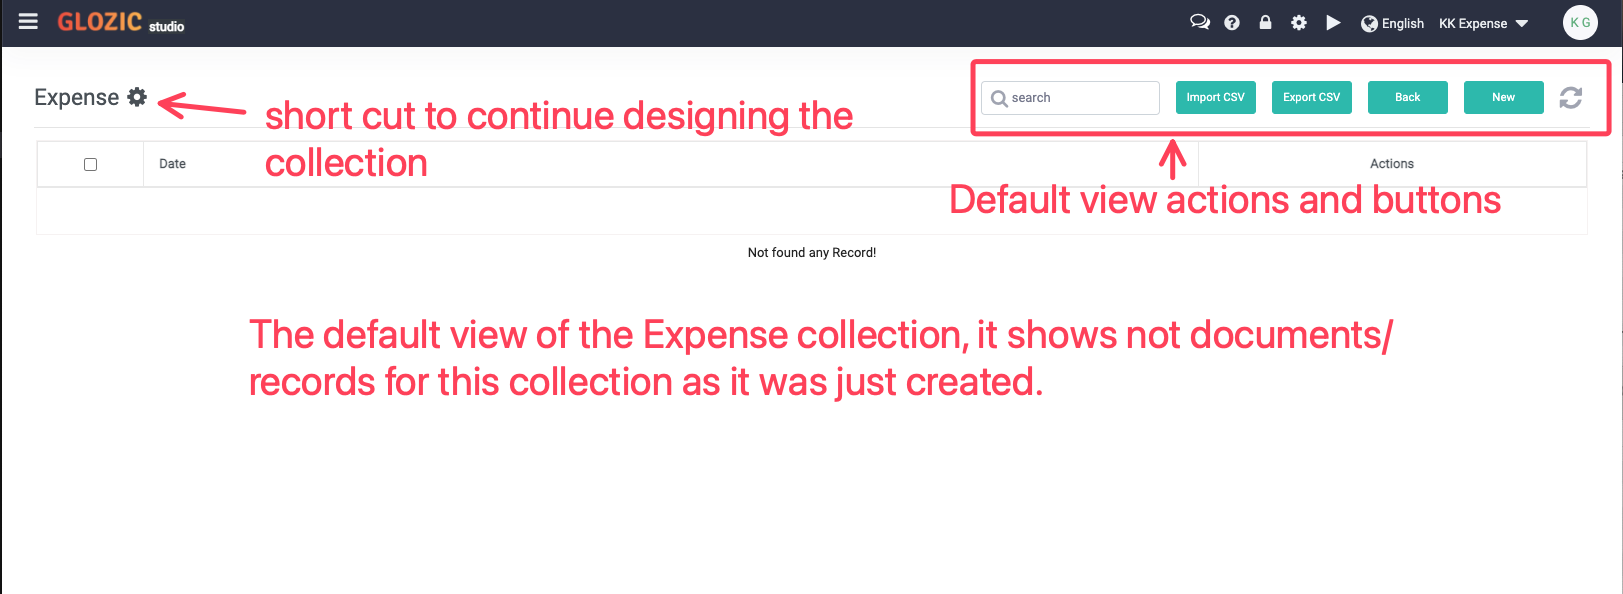 GLOZIC studio
English
KK Expense
K G
Expense
search
Import CSV
Export CSV
Back
New
short cut to continue designing the
collection
Date
Actions
Default view actions and buttons
Not found any Record!
The default view of the Expense collection, it shows not documents/
records for this collection as it was just created.